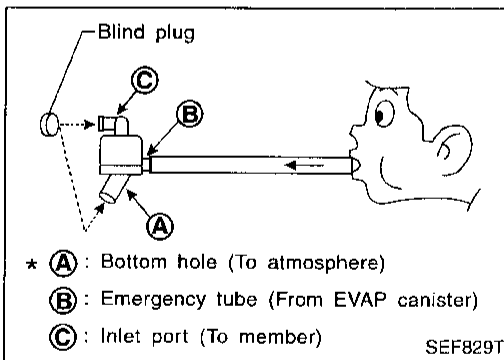 Blind plug
C
B
A
* A : Bottom hole (To atmosphere)
B : Emergency tube (From EVAP canister)
C : Inlet port (To member)
SEF829T